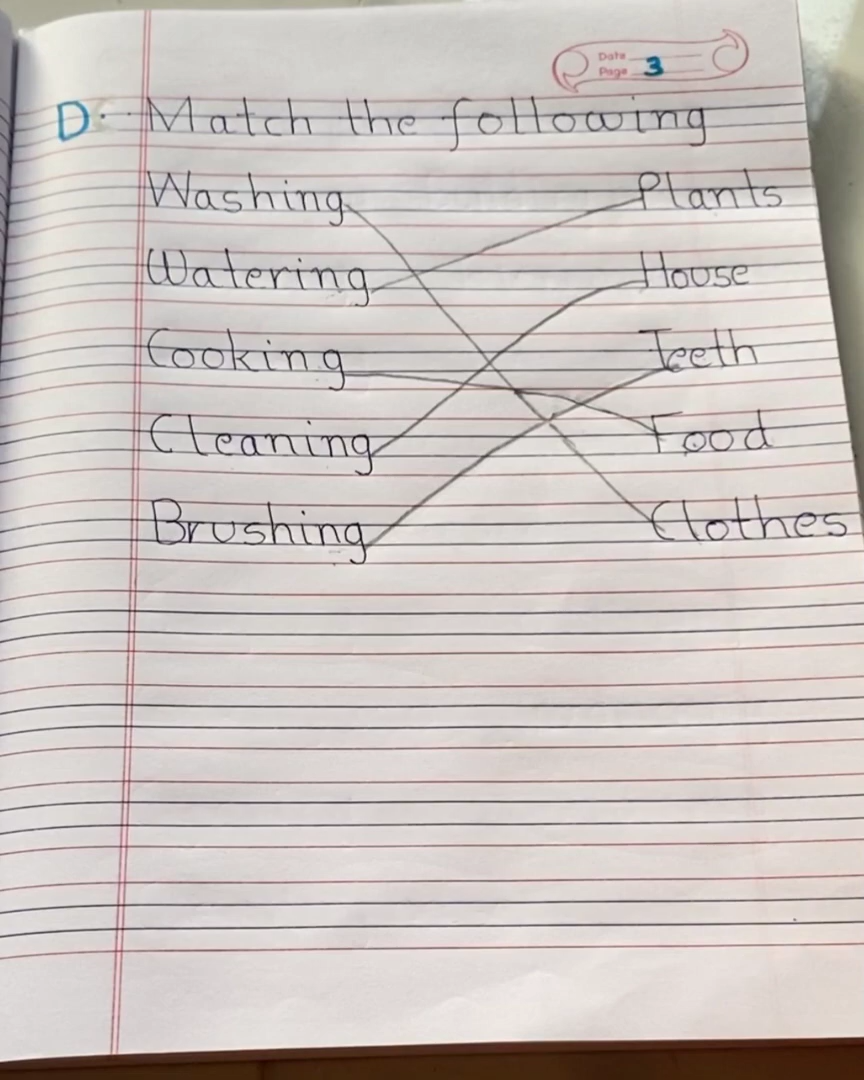 Date
Page 3
D. Match the following
Washing Plants
Watering House
Cooking Teeth
Cleaning Food
Brushing Clothes